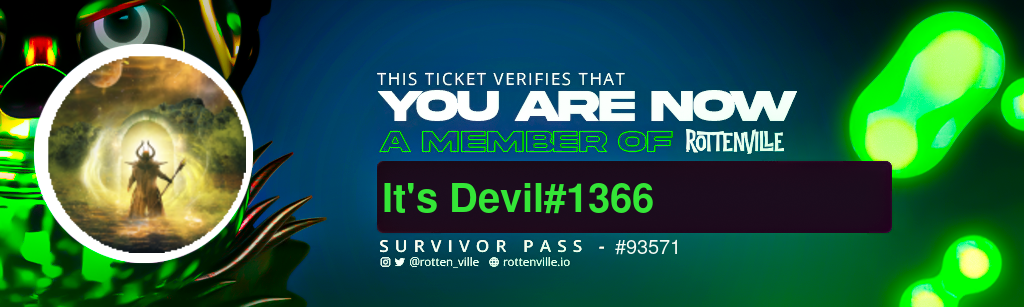 THIS TICKET VERIFIES THAT
YOU ARE NOW
A MEMBER OF ROTTENVILLE
It's Devil#1366
SURVIVOR PASS - #93571
@rotten_ville rottenville.io